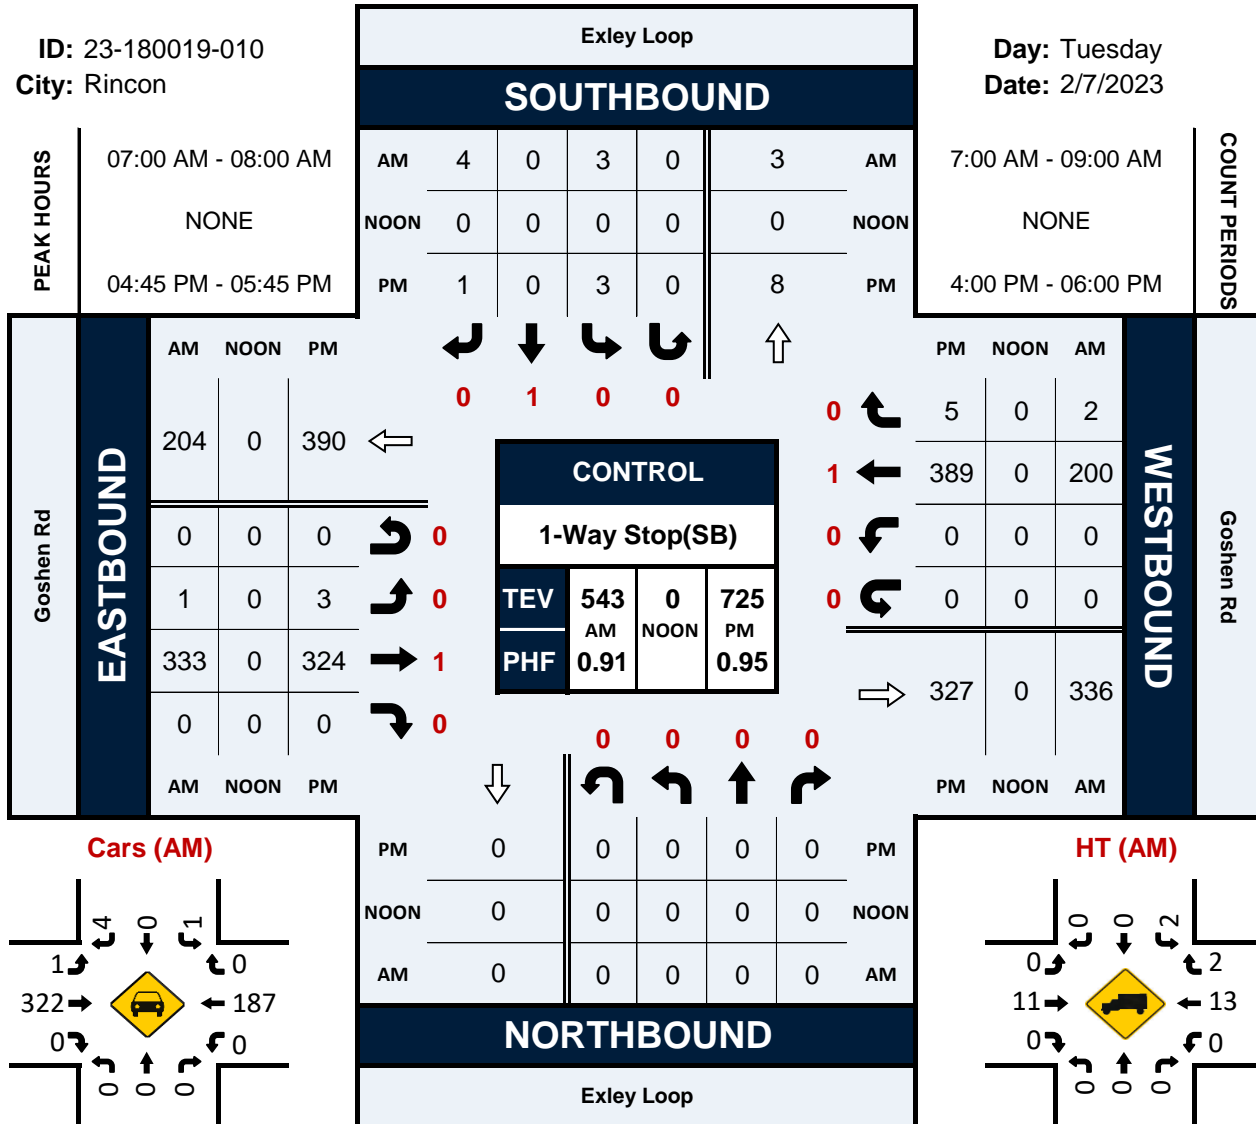 Exley Loop
ID: 23-180019-010
Day: Tuesday
City: Rincon
Date: 2/7/2023
SOUTHBOUND
PEAK HOURS
07:00 AM - 08:00 AM
NONE
04:45 PM - 05:45 PM
AM 4 0 3 0 3 AM
NOON 0 0 0 0 0 NOON
PM 1 0 3 0 8 PM
7:00 AM - 09:00 AM
NONE
4:00 PM - 06:00 PM
COUNT PERIODS
0 1 0 0
Goshen Rd
EASTBOUND
AM NOON PM
204 0 390
0 0 0 0
1 0 3 0
333 0 324 1
0 0 0 0
AM NOON PM
CONTROL
1-Way Stop(SB)
TEV 543 0 725
AM NOON PM
PHF 0.91 0.95
PM NOON AM
0 5 0 2
1 389 0 200
0 0 0 0
0 0 0 0
327 0 336
PM NOON AM
WESTBOUND
Goshen Rd
0 0 0 0
PM 0 0 0 0 0 PM
NOON 0 0 0 0 0 NOON
AM 0 0 0 0 0 AM
NORTHBOUND
Exley Loop
Cars (AM)
4 0 1
1 0
322 187
0 0
0 0 0
HT (AM)
0 0 2
0 2
11 13
0 0
0 0 0